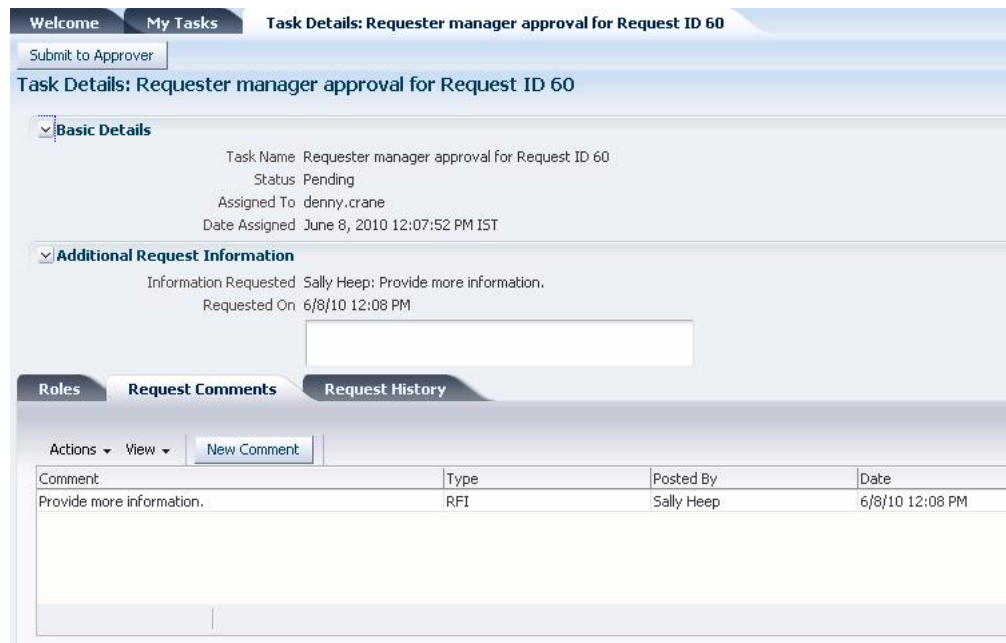 Welcome My Tasks Task Details: Requester manager approval for Request ID 60
Submit to Approver
Task Details: Requester manager approval for Request ID 60
Basic Details
Task Name Requester manager approval for Request ID 60
Status Pending
Assigned To denny.crane
Date Assigned June 8, 2010 12:07:52 PM IST
Additional Request Information
Information Requested Sally Heep: Provide more information.
Requested On 6/8/10 12:08 PM
Roles Request Comments Request History
Actions View New Comment
Comment Type Posted By Date
Provide more information. RFI Sally Heep 6/8/10 12:08 PM